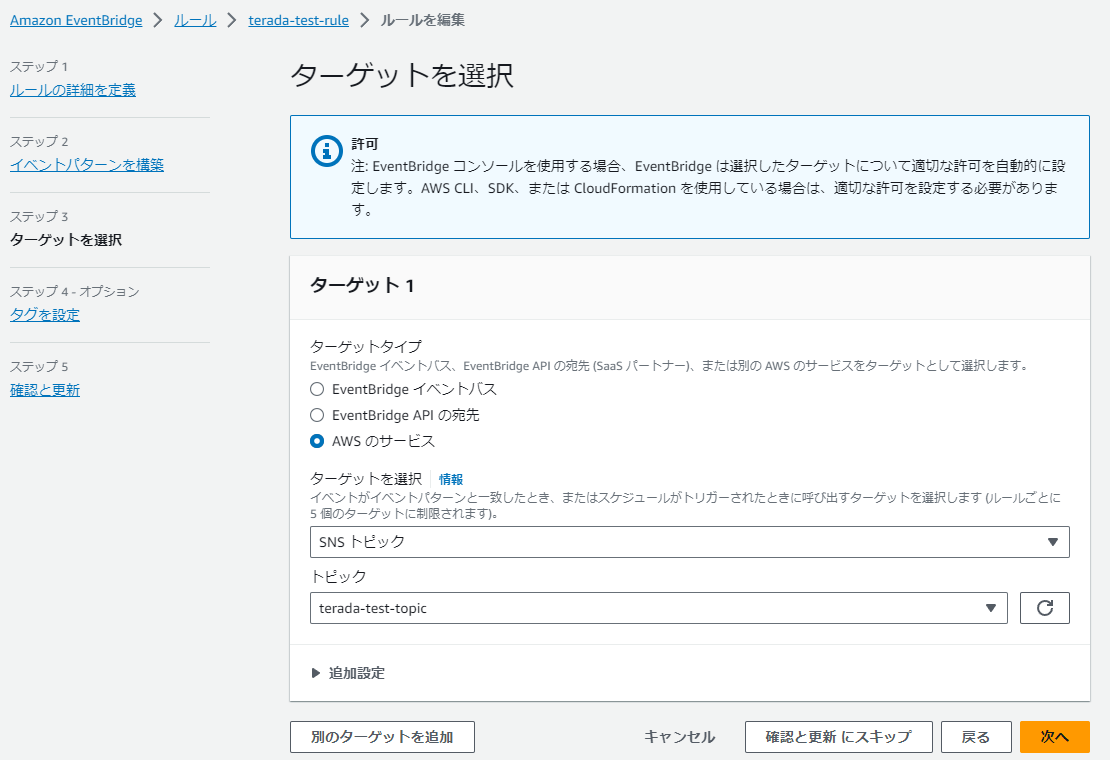 Amazon EventBridge > ルール > terada-test-rule > ルールを編集
ステップ 1
ルールの詳細を定義
ステップ 2
イベントパターンを構築
ステップ 3
ターゲットを選択
ステップ 4 - オプション
タグを設定
ステップ 5
確認と更新
ターゲットを選択
許可
注: EventBridge コンソールを使用する場合、EventBridge は選択したターゲットについて適切な許可を自動的に設
定します。AWS CLI、SDK、または CloudFormation を使用している場合は、適切な許可を設定する必要がありま
す。
ターゲット 1
ターゲットタイプ
EventBridge イベントバス、EventBridge API の宛先 (SaaS パートナー)、または別の AWS のサービスをターゲットとして選択します。
EventBridge イベントバス
EventBridge API の宛先
AWS のサービス
ターゲットを選択 情報
イベントがイベントパターンと一致したとき、またはスケジュールがトリガーされたときに呼び出すターゲットを選択します (ルールごとに
5 個のターゲットに制限されます)。
SNS トピック
トピック
terada-test-topic
追加設定
別のターゲットを追加 キャンセル 確認と更新 にスキップ 戻る 次へ